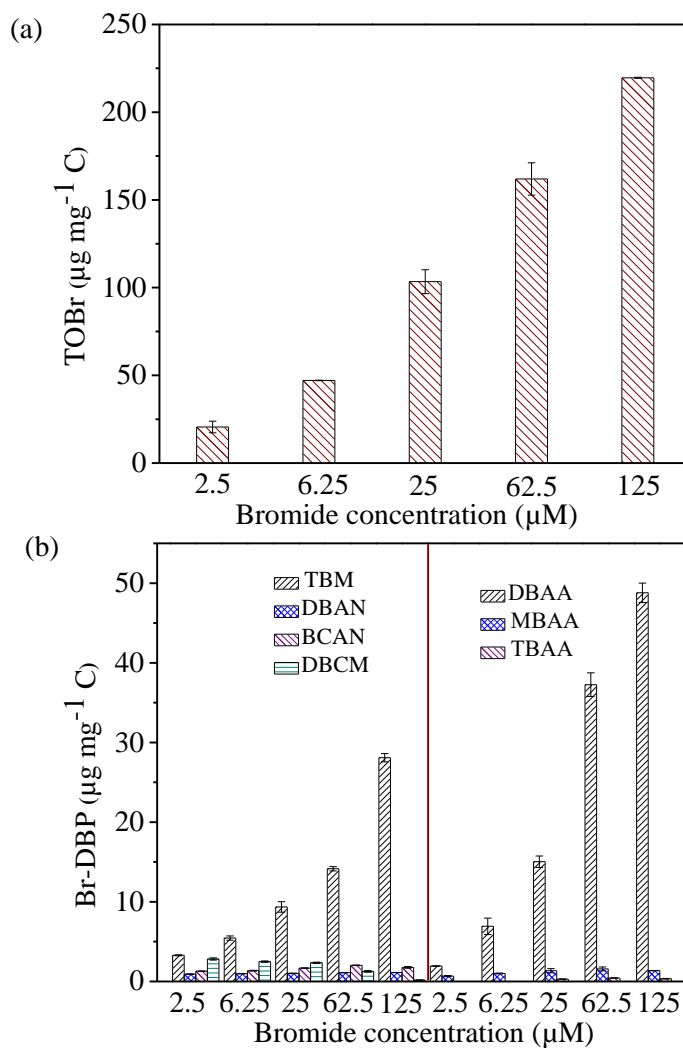 (a)
250
200
150
100
50
0
TOBr (µg mg⁻¹ C)
2.5 6.25 25 62.5 125
Bromide concentration (µM)
(b)
50
40
30
20
10
0
Br-DBP (µg mg⁻¹ C)
TBM
DBAN
BCAN
DBCM
DBAA
MBAA
TBAA
2.5 6.25 25 62.5 125 2.5 6.25 25 62.5 125
Bromide concentration (µM)